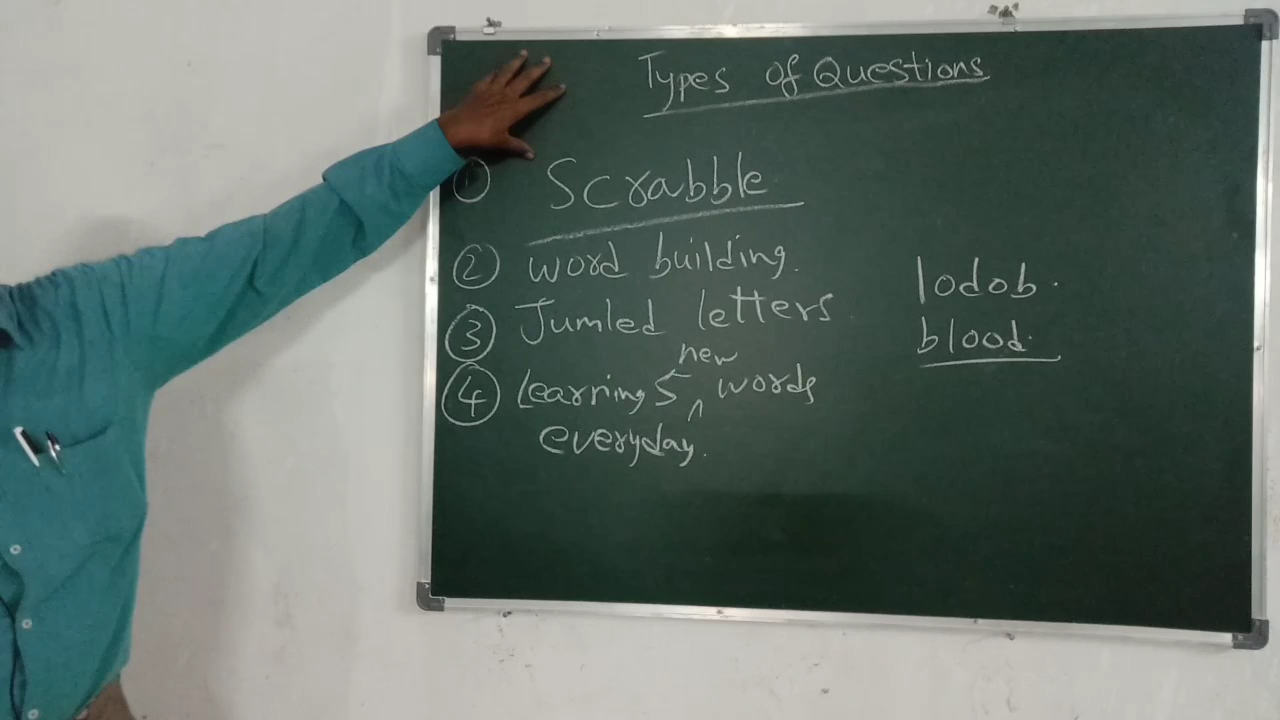 Types of Questions
① Scrabble
② word building.
③ Jumled letters
④ Learning 5 new words
everyday.
lodob.
blood.